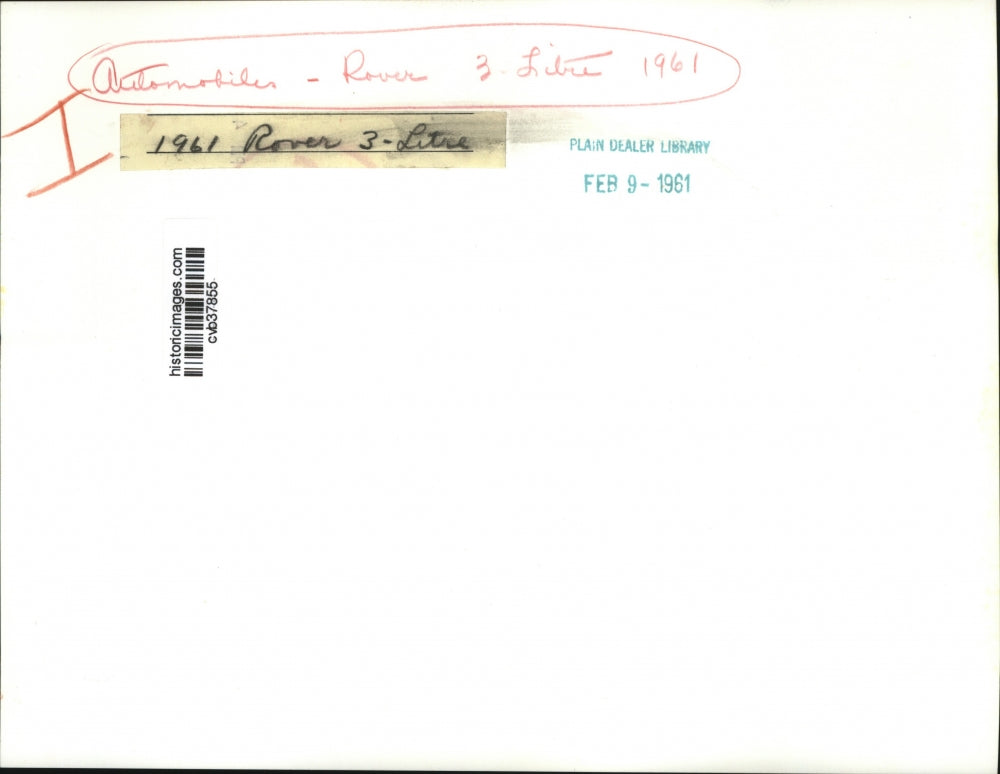 Automobiles - Rover 3-Litre 1961
I
1961 Rover 3-Litre
PLAIN DEALER LIBRARY
FEB 9 - 1961
historicimages.com
cvb37855